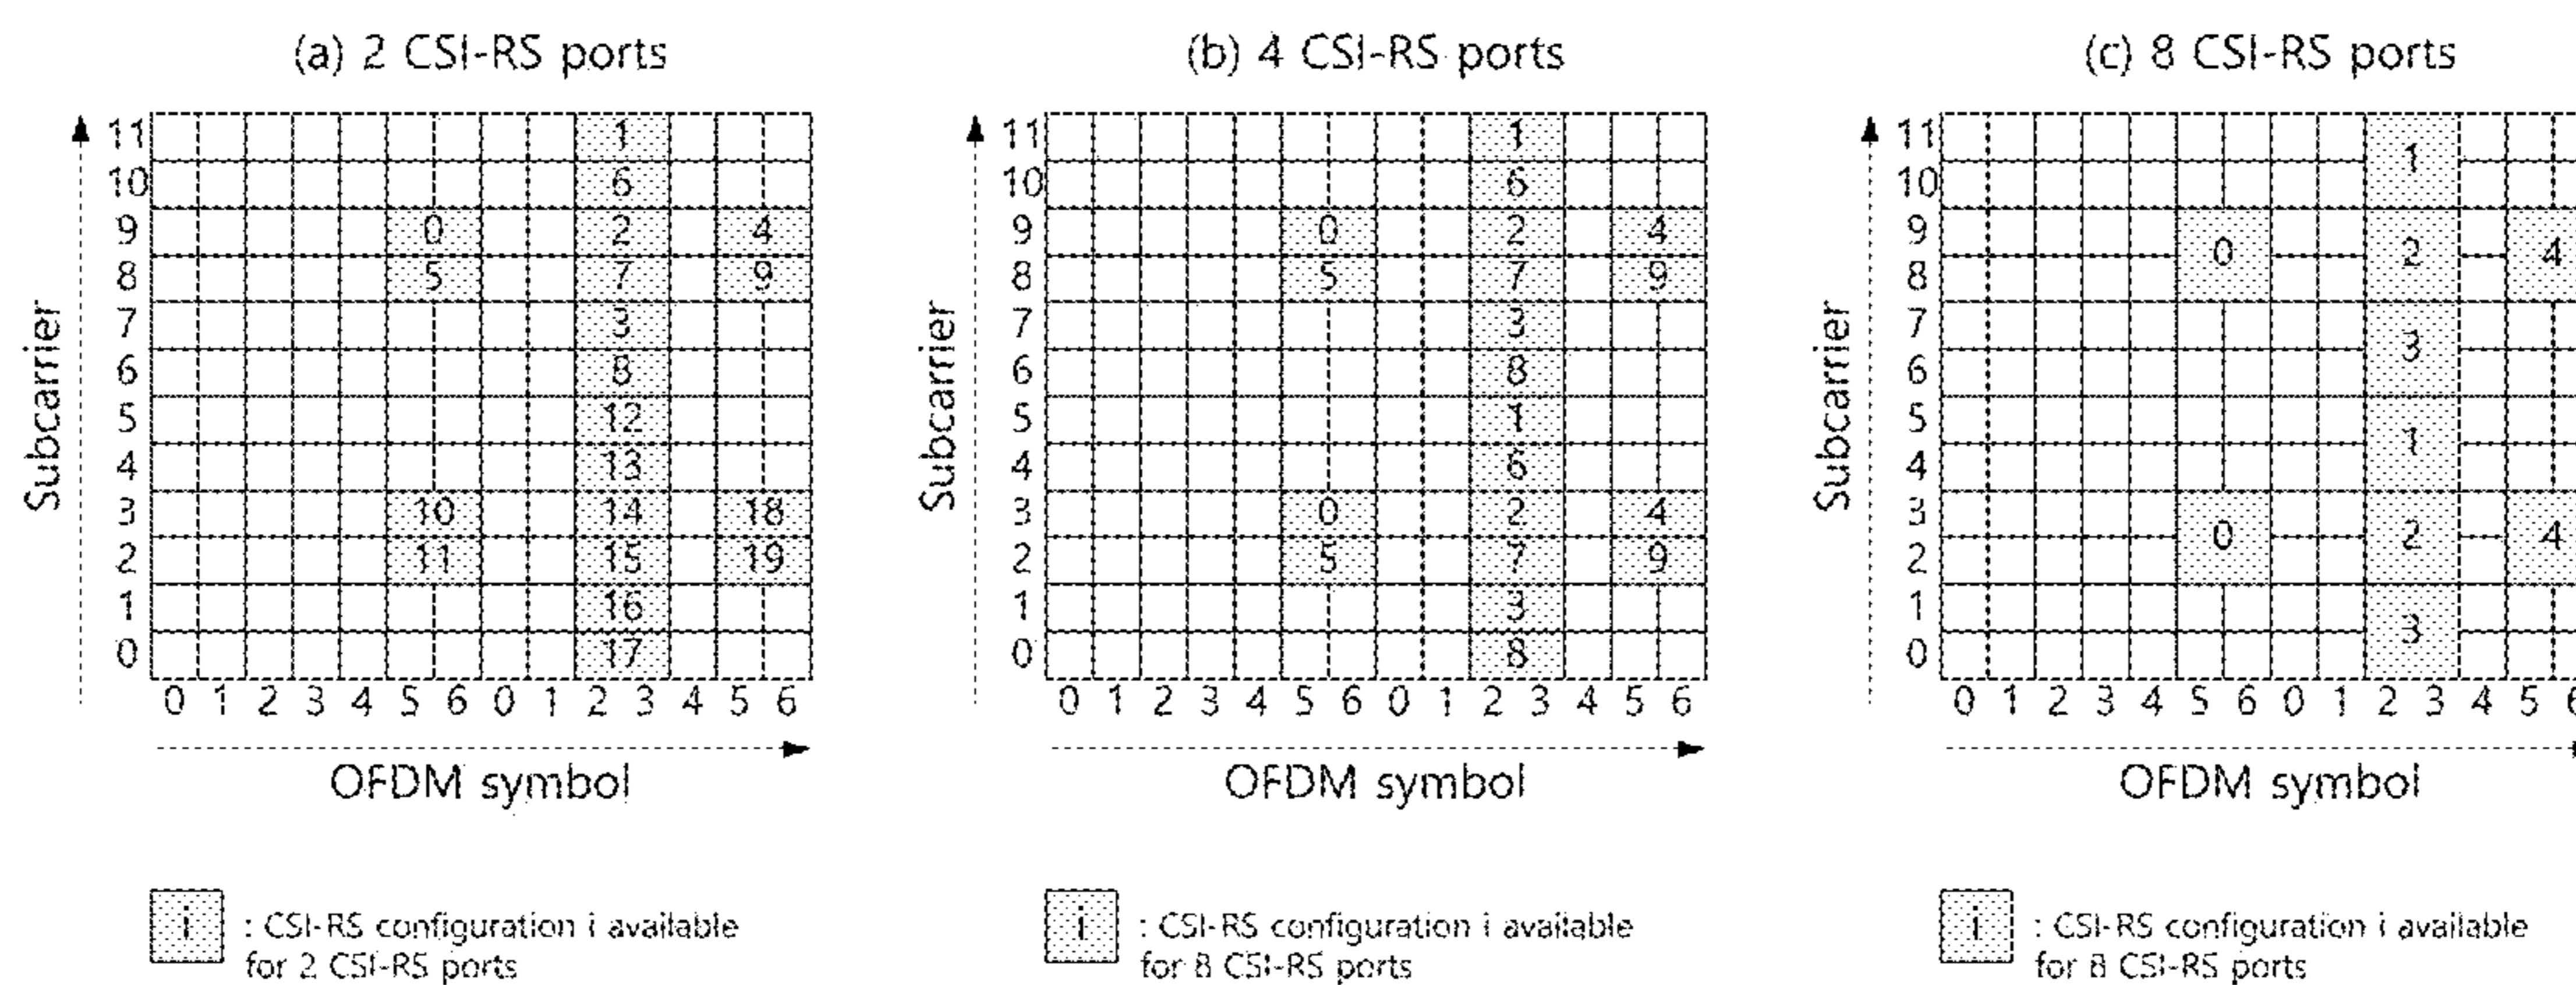 (a) 2 CSI-RS ports
11 1
10 6
9 0 2 4
8 5 7 9
7 3
6 8
5 12
4 13
3 10 14 18
2 11 15 19
1 16
0 17
0 1 2 3 4 5 6 0 1 2 3 4 5 6
Subcarrier
OFDM symbol
i : CSI-RS configuration i available
for 2 CSI-RS ports
(b) 4 CSI-RS ports
11 1
10 6
9 0 2 4
8 5 7 9
7 3
6 8
5 1
4 6
3 0 2 4
2 5 7 9
1 3
0 8
0 1 2 3 4 5 6 0 1 2 3 4 5 6
Subcarrier
OFDM symbol
i : CSI-RS configuration i available
for 8 CSI-RS ports
(c) 8 CSI-RS ports
11
1
10
9
0 2 4
8
7
3
6
5
1
4
3
0 2 4
2
1
3
0
0 1 2 3 4 5 6 0 1 2 3 4 5 6
Subcarrier
OFDM symbol
i : CSI-RS configuration i available
for 8 CSI-RS ports